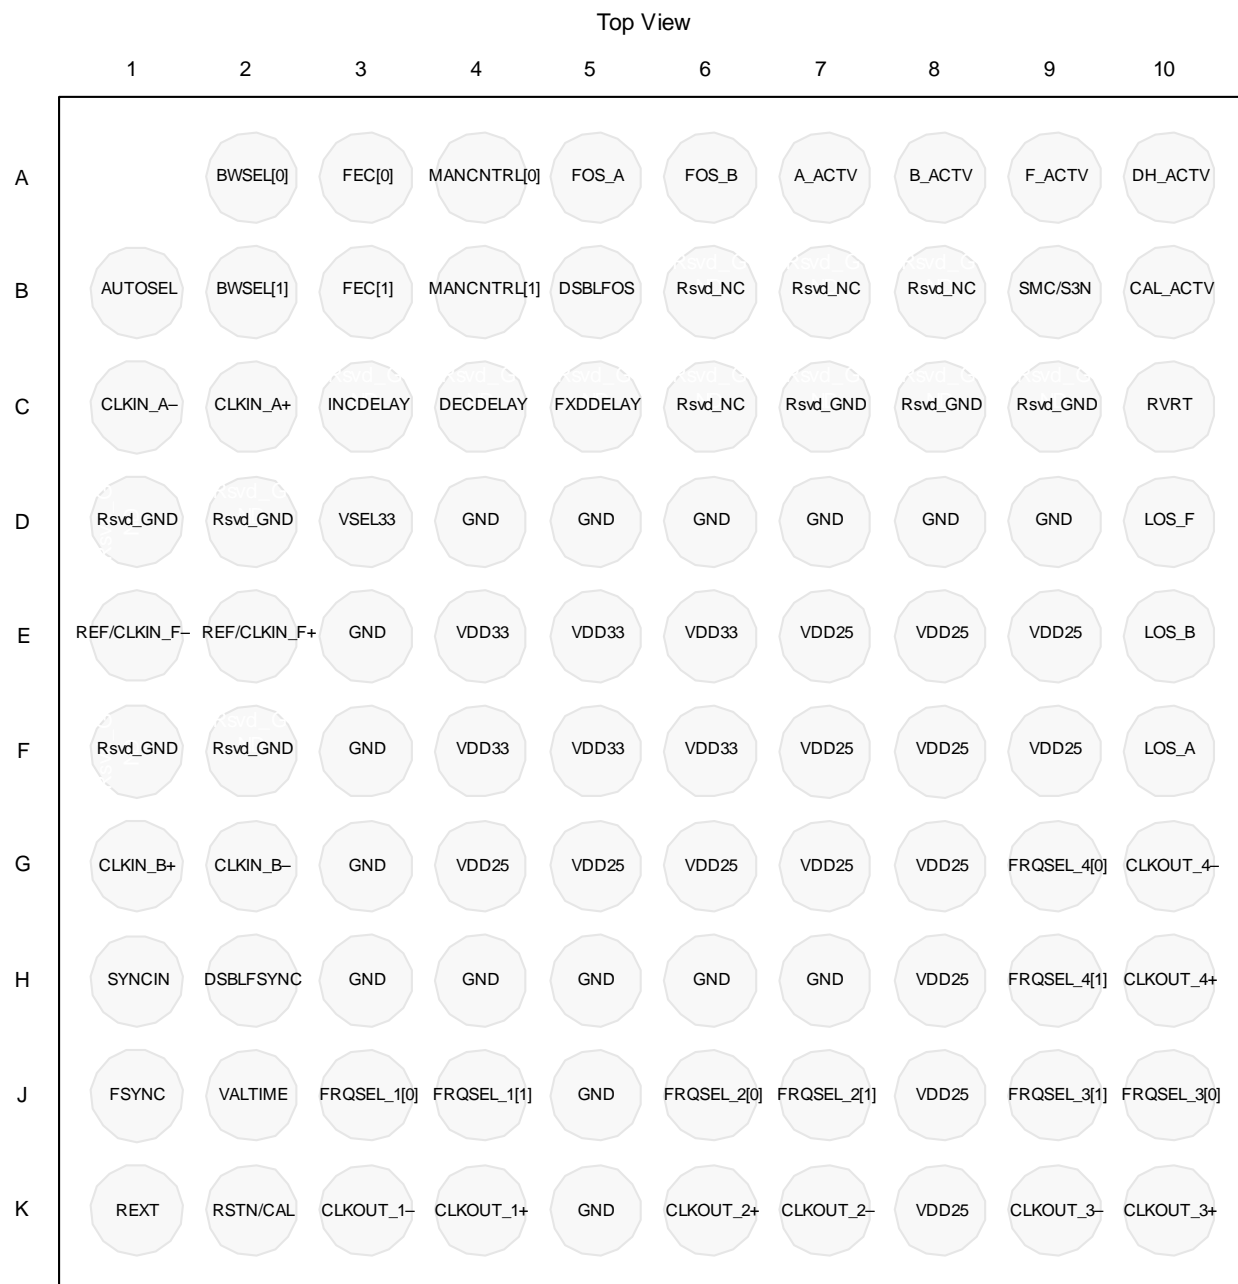 Top View
1 2 3 4 5 6 7 8 9 10
A BWSEL[0] FEC[0] MANCNTRL[0] FOS_A FOS_B A_ACTV B_ACTV F_ACTV DH_ACTV
B AUTOSEL BWSEL[1] FEC[1] MANCNTRL[1] DSBLFOS Rsvd_NC Rsvd_NC Rsvd_NC SMC/S3N CAL_ACTV
C CLKIN_A– CLKIN_A+ INCDELAY DECDELAY FXDDELAY Rsvd_NC Rsvd_GND Rsvd_GND Rsvd_GND RVRT
D Rsvd_GND Rsvd_GND VSEL33 GND GND GND GND GND GND LOS_F
E REF/CLKIN_F– REF/CLKIN_F+ GND VDD33 VDD33 VDD33 VDD25 VDD25 VDD25 LOS_B
F Rsvd_GND Rsvd_GND GND VDD33 VDD33 VDD33 VDD25 VDD25 VDD25 LOS_A
G CLKIN_B+ CLKIN_B– GND VDD25 VDD25 VDD25 VDD25 VDD25 FRQSEL_4[0] CLKOUT_4–
H SYNCIN DSBLFSYNC GND GND GND GND GND VDD25 FRQSEL_4[1] CLKOUT_4+
J FSYNC VALTIME FRQSEL_1[0] FRQSEL_1[1] GND FRQSEL_2[0] FRQSEL_2[1] VDD25 FRQSEL_3[1] FRQSEL_3[0]
K REXT RSTN/CAL CLKOUT_1– CLKOUT_1+ GND CLKOUT_2+ CLKOUT_2– VDD25 CLKOUT_3– CLKOUT_3+